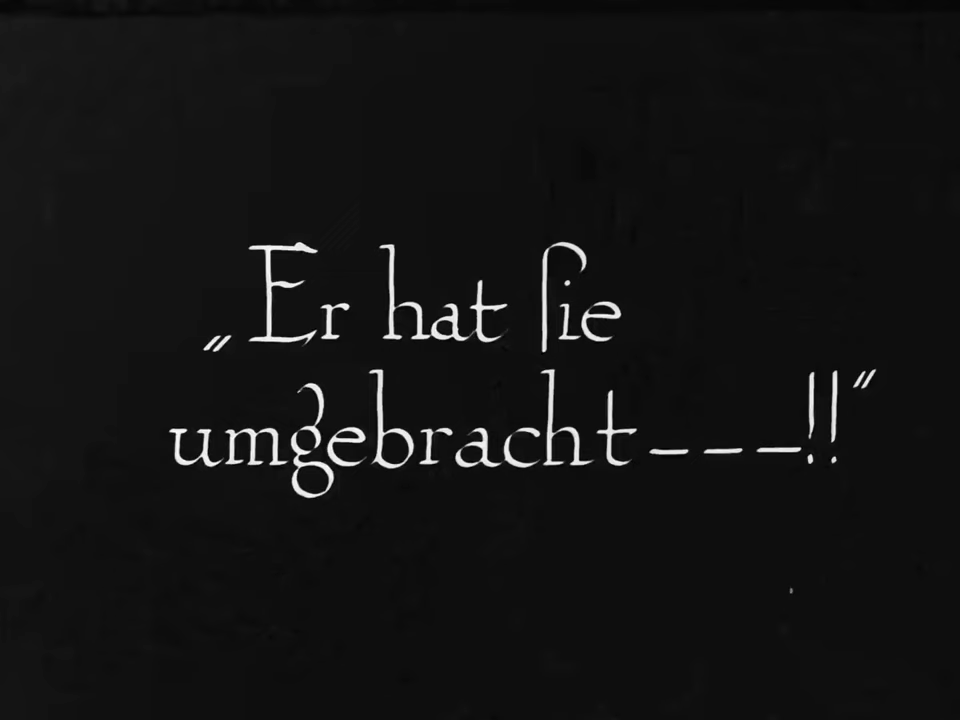 „Er hat ſie
umgebracht – – –!!“